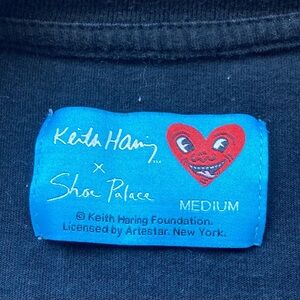 Keith Haring
×
Shoe Palace
MEDIUM
© Keith Haring Foundation.
Licensed by Artestar, New York.